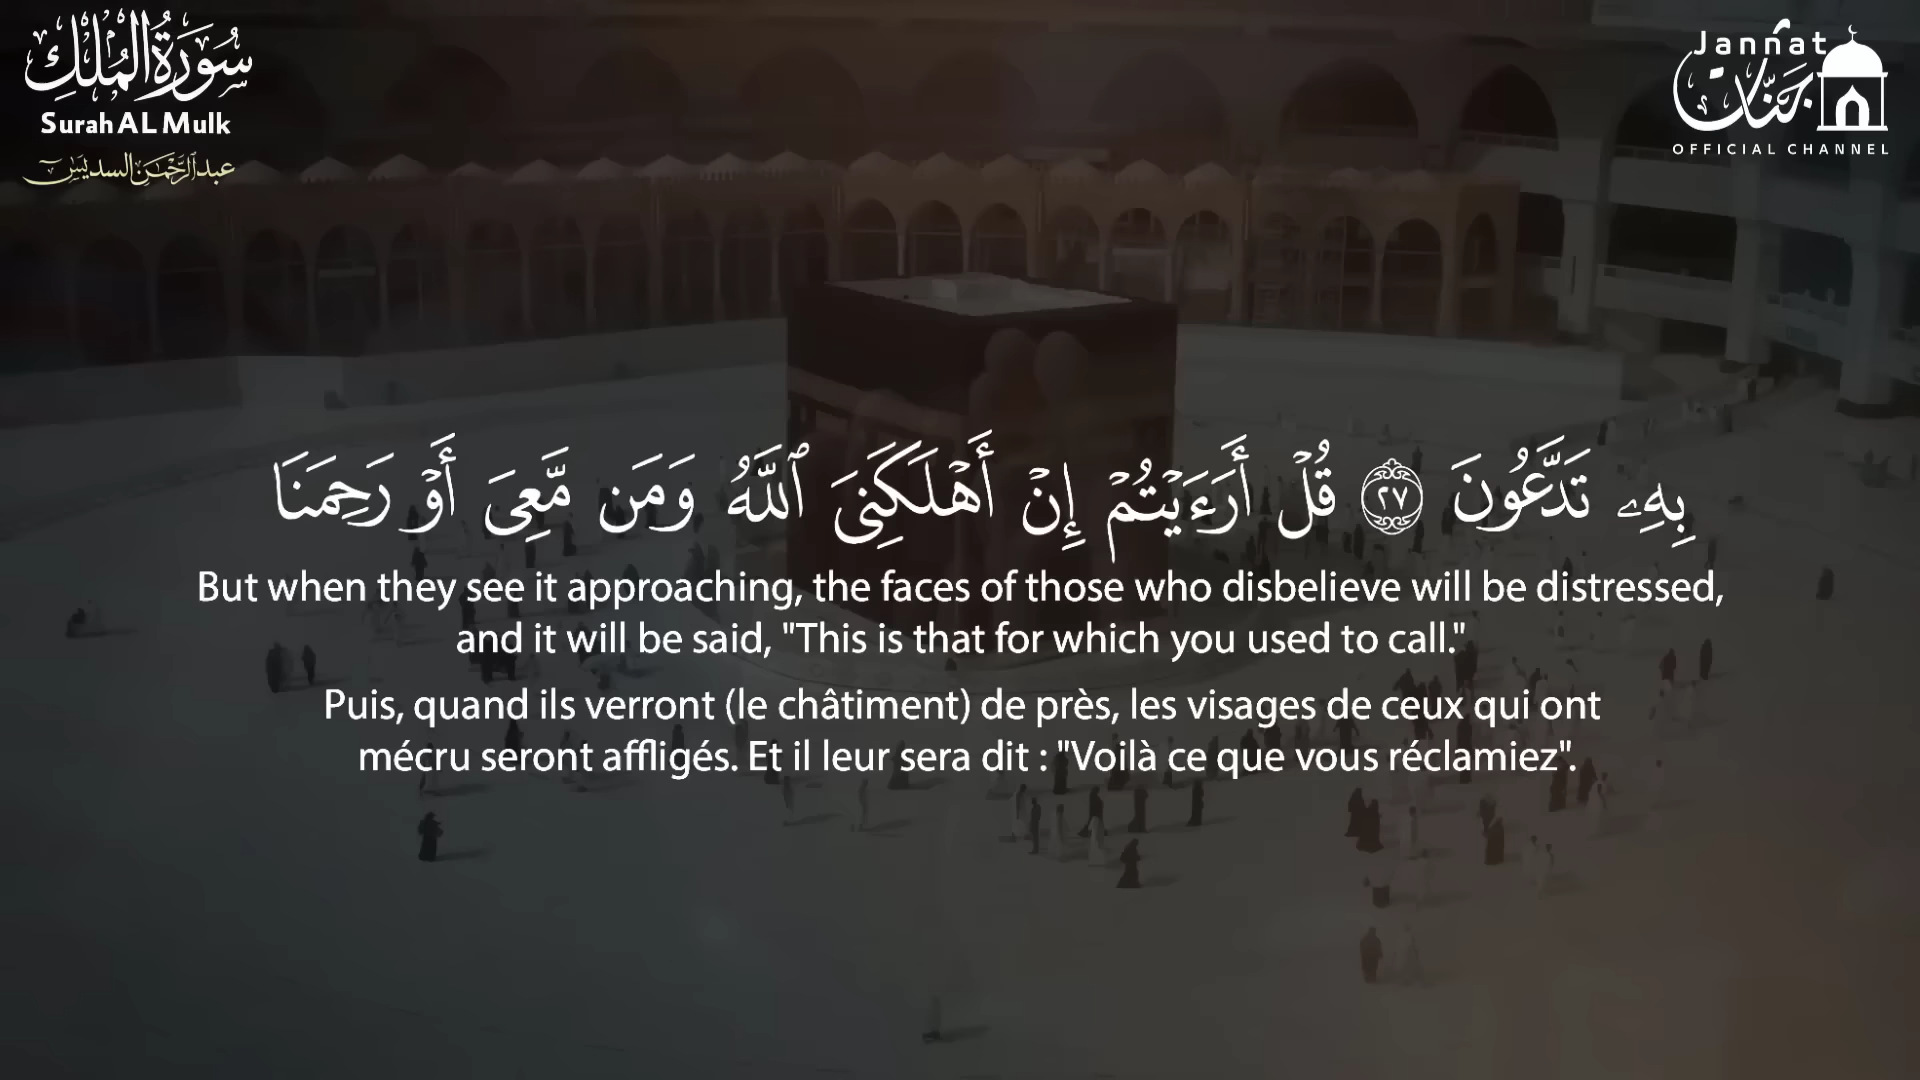 سُورَةُ المُلْكِ
Surah AL Mulk
عبد الرَّحْمَٰن السديس
Jannat
جَنَّات
OFFICIAL CHANNEL
بِهِۦ تَدَّعُونَ ٢٧ قُلْ أَرَءَيْتُمْ إِنْ أَهْلَكَنِىَ ٱللَّهُ وَمَن مَّعِىَ أَوْ رَحِمَنَا
But when they see it approaching, the faces of those who disbelieve will be distressed,
and it will be said, "This is that for which you used to call."
Puis, quand ils verront (le châtiment) de près, les visages de ceux qui ont
mécru seront affligés. Et il leur sera dit : "Voilà ce que vous réclamiez".